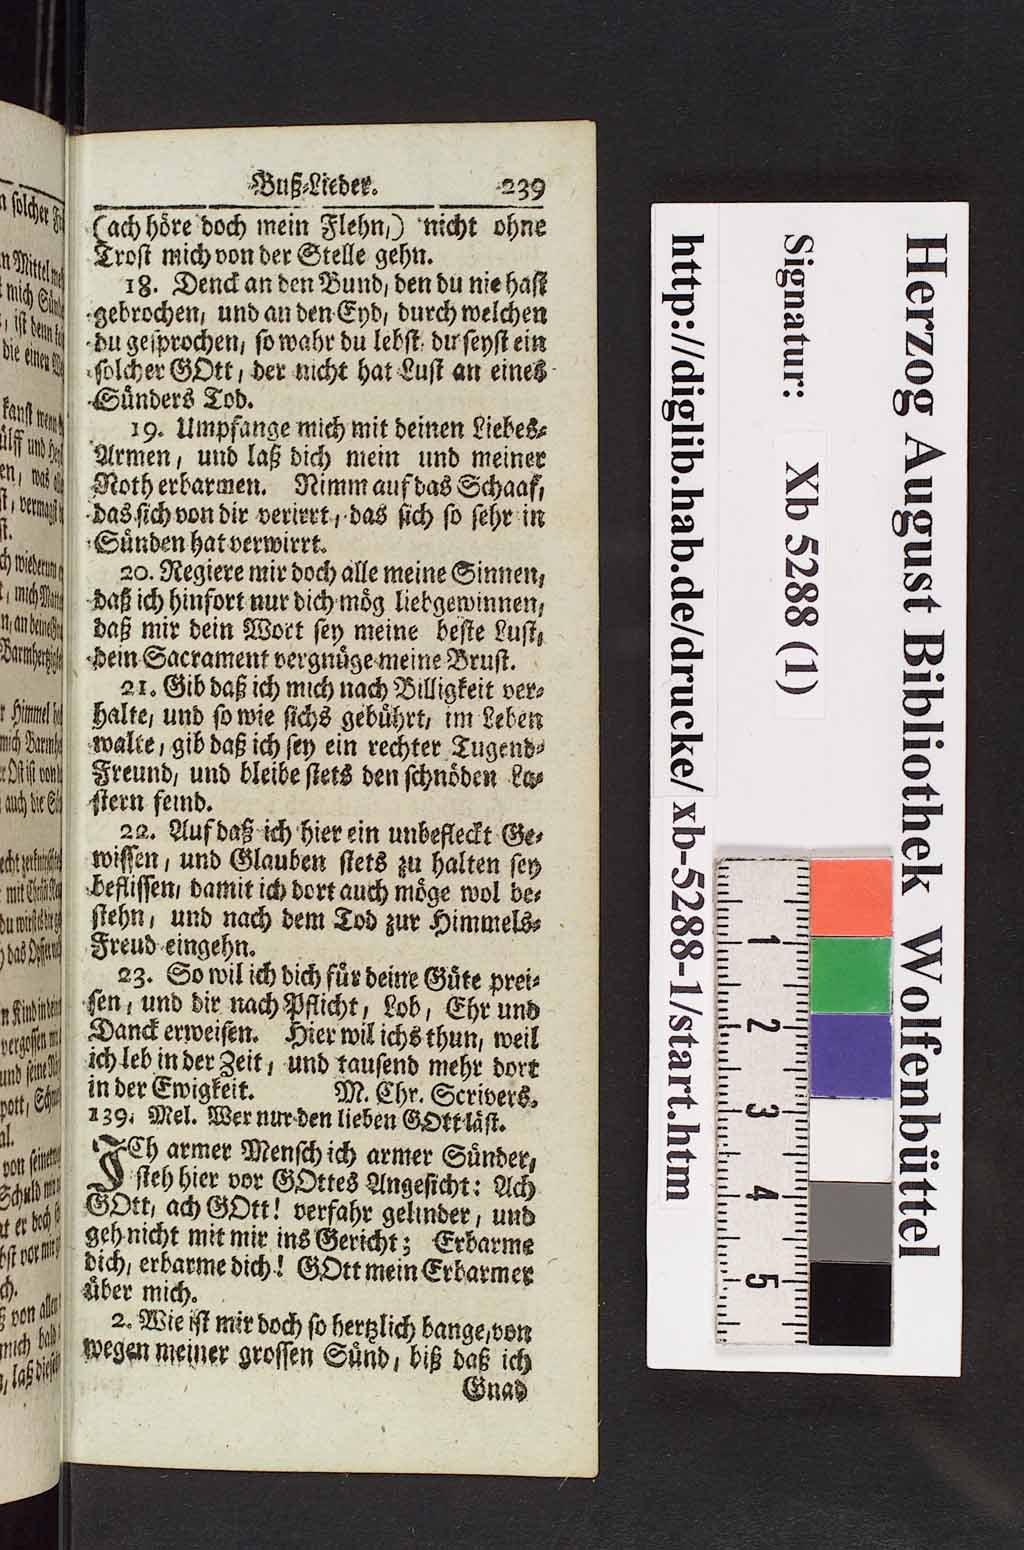 Buß-Lieder. 239
(ach höre doch mein Flehn,) nicht ohne
Trost mich von der Stelle gehn.
18. Denck an den Bund, den du nie hast
gebrochen, und an den Eyd, durch welchen
du gesprochen, so wahr du lebst, du seyst ein
solcher GOtt, der nicht hat Lust an eines
Sünders Tod.
19. Umpfange mich mit deinen Liebes-
Armen, und laß dich mein und meiner
Noth erbarmen. Nimm auf das Schaaf,
das sich von dir verirrt, das sich so sehr in
Sünden hat verwirrt.
20. Regiere mir doch alle meine Sinnen,
daß ich hinfort nur dich mög liebgewinnen,
daß mir dein Wort sey meine beste Lust,
dein Sacrament vergnüge meine Brust.
21. Gib daß ich mich nach Billigkeit ver-
halte, und so wie sichs gebührt, im Leben
walte, gib daß ich sey ein rechter Tugend-
Freund, und bleibe stets den schnöden La-
stern feind.
22. Auf daß ich hier ein unbefleckt Ge-
wissen, und Glauben stets zu halten sey
beflissen, damit ich dort auch möge wol be-
stehn, und nach dem Tod zur Himmels-
Freud eingehn.
23. So wil ich dich für deine Güte prei-
sen, und dir nach Pflicht, Lob, Ehr und
Danck erweisen. Hier wil ichs thun, weil
ich leb in der Zeit, und tausend mehr dort
in der Ewigkeit. M. Chr. Scrivers.
139. Mel. Wer nur den lieben GOtt läst.
ICh armer Mensch ich armer Sünder,
steh hier vor GOttes Angesicht: Ach
GOtt, ach GOtt! verfahr gelinder, und
geh nicht mit mir ins Gericht; Erbarme
dich, erbarme dich! GOtt mein Erbarmer
über mich.
2. Wie ist mir doch so hertzlich bange, von
wegen meiner grossen Sünd, biß daß ich
Gnad
Herzog August Bibliothek Wolfenbüttel
Signatur: Xb 5288 (1)
http://diglib.hab.de/drucke/xb-5288-1/start.htm
1
2
3
4
5